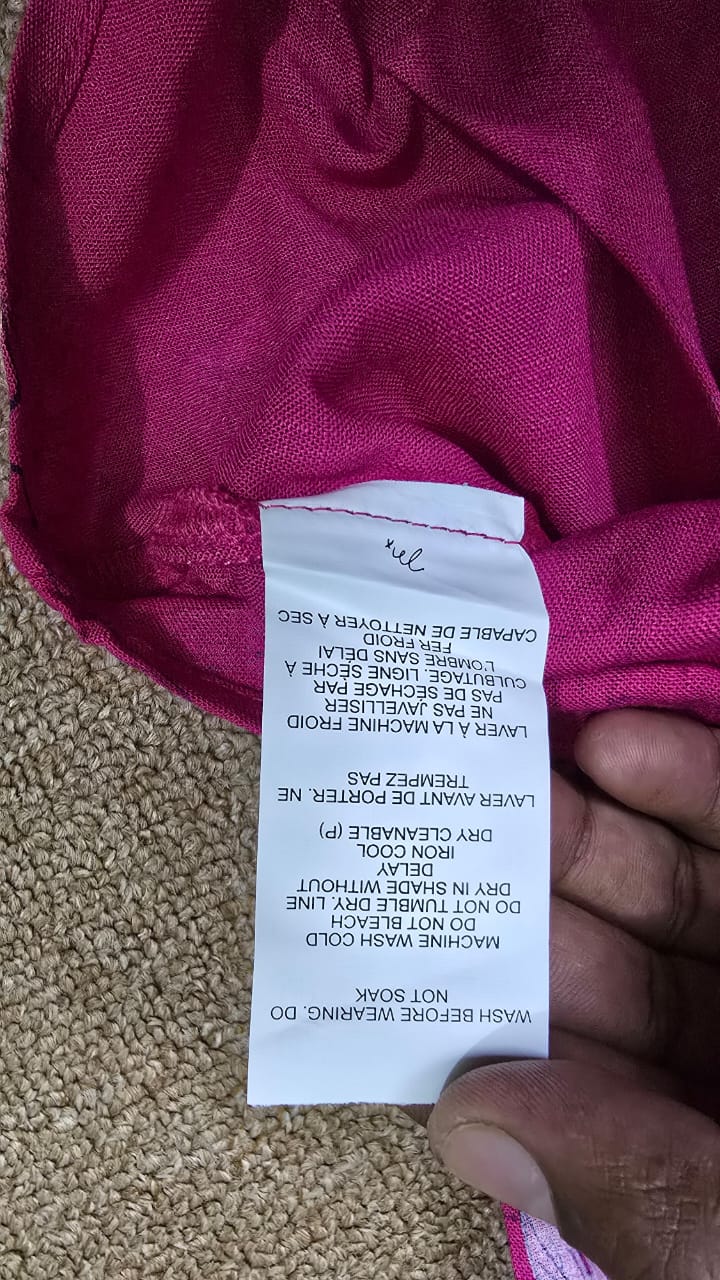 WASH BEFORE WEARING. DO
NOT SOAK
MACHINE WASH COLD
DO NOT BLEACH
DO NOT TUMBLE DRY. LINE
DRY IN SHADE WITHOUT
DELAY
IRON COOL
DRY CLEANABLE (P)
LAVER AVANT DE PORTER. NE
TREMPEZ PAS
LAVER À LA MACHINE FROID
NE PAS JAVELLISER
PAS DE SÉCHAGE PAR
CULBUTAGE. LIGNE SÈCHE À
L'OMBRE SANS DÉLAI
FER FROID
CAPABLE DE NETTOYER À SEC